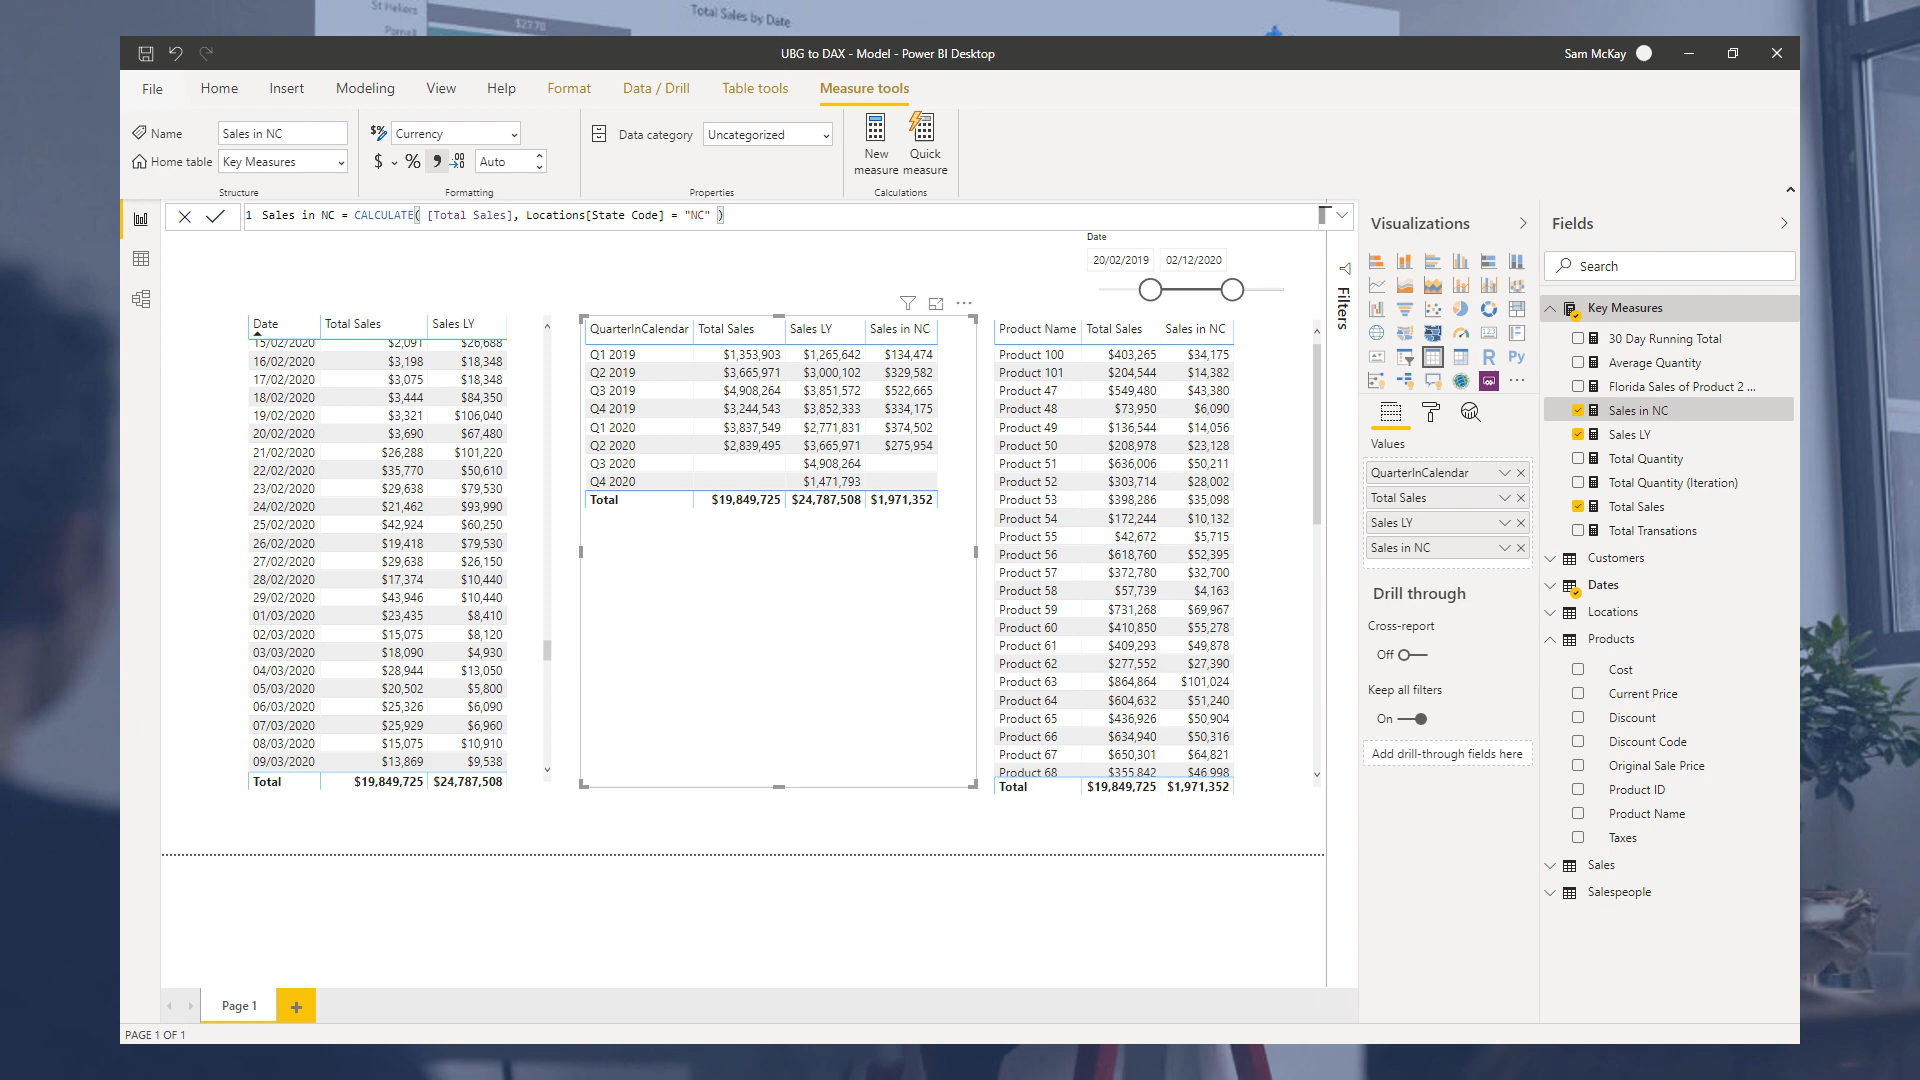 St Heliers
$2770
Total Sales by Date
UBG to DAX - Model - Power BI Desktop
Sam McKay
File Home Insert Modeling View Help Format Data / Drill Table tools Measure tools
Name Sales in NC
Home table Key Measures
Structure
Currency
$ % 9 Auto
Formatting
Data category Uncategorized
Properties
New measure
Quick measure
Calculations
1 Sales in NC = CALCULATE( [Total Sales], Locations[State Code] = "NC" )
Date
20/02/2019 02/12/2020
Date Total Sales Sales LY
15/02/2020 $2,091 $26,688
16/02/2020 $3,198 $18,348
17/02/2020 $3,075 $18,348
18/02/2020 $3,444 $84,350
19/02/2020 $3,321 $106,040
20/02/2020 $3,690 $67,480
21/02/2020 $26,288 $101,220
22/02/2020 $35,770 $50,610
23/02/2020 $29,638 $79,530
24/02/2020 $21,462 $93,990
25/02/2020 $42,924 $60,250
26/02/2020 $19,418 $79,530
27/02/2020 $29,638 $26,150
28/02/2020 $17,374 $10,440
29/02/2020 $43,946 $10,440
01/03/2020 $23,435 $8,410
02/03/2020 $15,075 $8,120
03/03/2020 $18,090 $4,930
04/03/2020 $28,944 $13,050
05/03/2020 $20,502 $5,800
06/03/2020 $25,326 $6,090
07/03/2020 $25,929 $6,960
08/03/2020 $15,075 $10,910
09/03/2020 $13,869 $9,538
Total $19,849,725 $24,787,508
QuarterInCalendar Total Sales Sales LY Sales in NC
Q1 2019 $1,353,903 $1,265,642 $134,474
Q2 2019 $3,665,971 $3,000,102 $329,582
Q3 2019 $4,908,264 $3,851,572 $522,665
Q4 2019 $3,244,543 $3,852,333 $334,175
Q1 2020 $3,837,549 $2,771,831 $374,502
Q2 2020 $2,839,495 $3,665,971 $275,954
Q3 2020 $4,908,264
Q4 2020 $1,471,793
Total $19,849,725 $24,787,508 $1,971,352
Product Name Total Sales Sales in NC
Product 100 $403,265 $34,175
Product 101 $204,544 $14,382
Product 47 $549,480 $43,380
Product 48 $73,950 $6,090
Product 49 $136,544 $14,056
Product 50 $208,978 $23,128
Product 51 $636,006 $50,211
Product 52 $303,714 $28,002
Product 53 $398,286 $35,098
Product 54 $172,244 $10,132
Product 55 $42,672 $5,715
Product 56 $618,760 $52,395
Product 57 $372,780 $32,700
Product 58 $57,739 $4,163
Product 59 $731,268 $69,967
Product 60 $410,850 $55,278
Product 61 $409,293 $49,878
Product 62 $277,552 $27,390
Product 63 $864,864 $101,024
Product 64 $604,632 $51,240
Product 65 $436,926 $50,904
Product 66 $634,940 $50,316
Product 67 $650,301 $64,821
Product 68 $355,842 $46,998
Total $19,849,725 $1,971,352
Filters
Visualizations
R Py
Values
QuarterInCalendar
Total Sales
Sales LY
Sales in NC
Drill through
Cross-report
Off
Keep all filters
On
Add drill-through fields here
Fields
Search
Key Measures
30 Day Running Total
Average Quantity
Florida Sales of Product 2 ...
Sales in NC
Sales LY
Total Quantity
Total Quantity (Iteration)
Total Sales
Total Transations
Customers
Dates
Locations
Products
Cost
Current Price
Discount
Discount Code
Original Sale Price
Product ID
Product Name
Taxes
Sales
Salespeople
Page 1
PAGE 1 OF 1